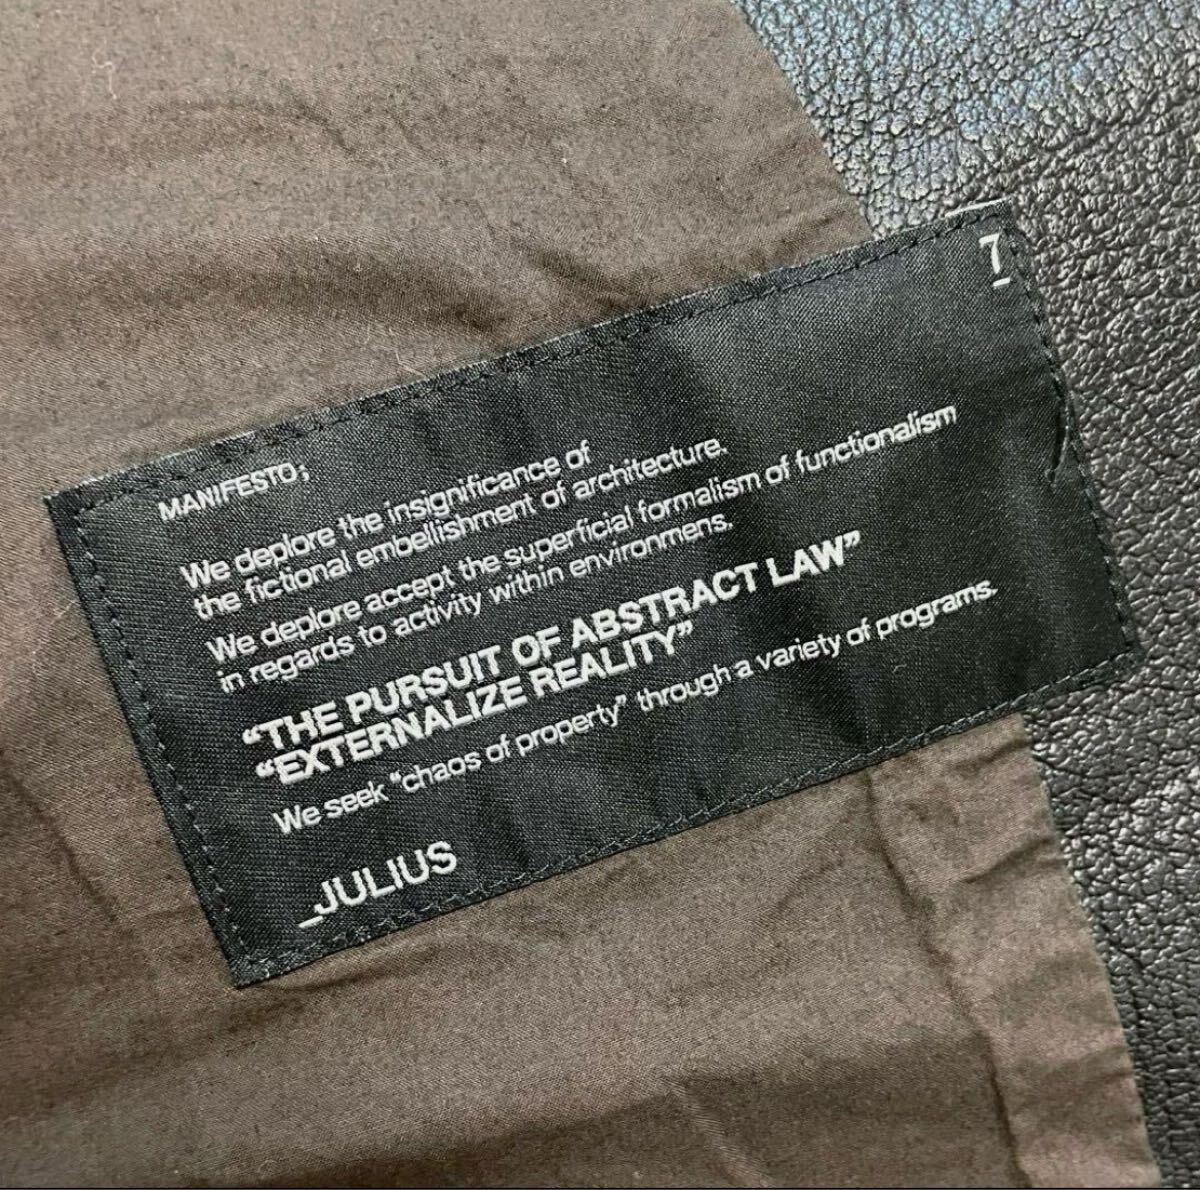 7_
MANIFESTO;
We deplore the insignificance of
the fictional embellishment of architecture.
We deplore accept the superficial formalism of functionalism
in regards to activity within environmens.
“THE PURSUIT OF ABSTRACT LAW”
“EXTERNALIZE REALITY”
We seek “chaos of property” through a variety of programs.
_JULIUS